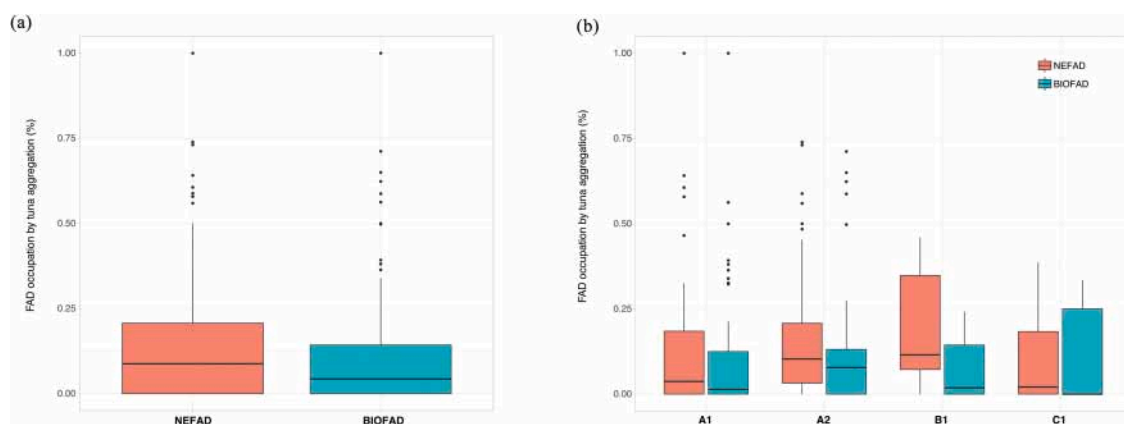 (a)
FAD occupation by tuna aggregation (%)
1.00
0.75
0.50
0.25
0.00
NEFAD BIOFAD
(b)
FAD occupation by tuna aggregation (%)
1.00
0.75
0.50
0.25
0.00
A1 A2 B1 C1
NEFAD
BIOFAD